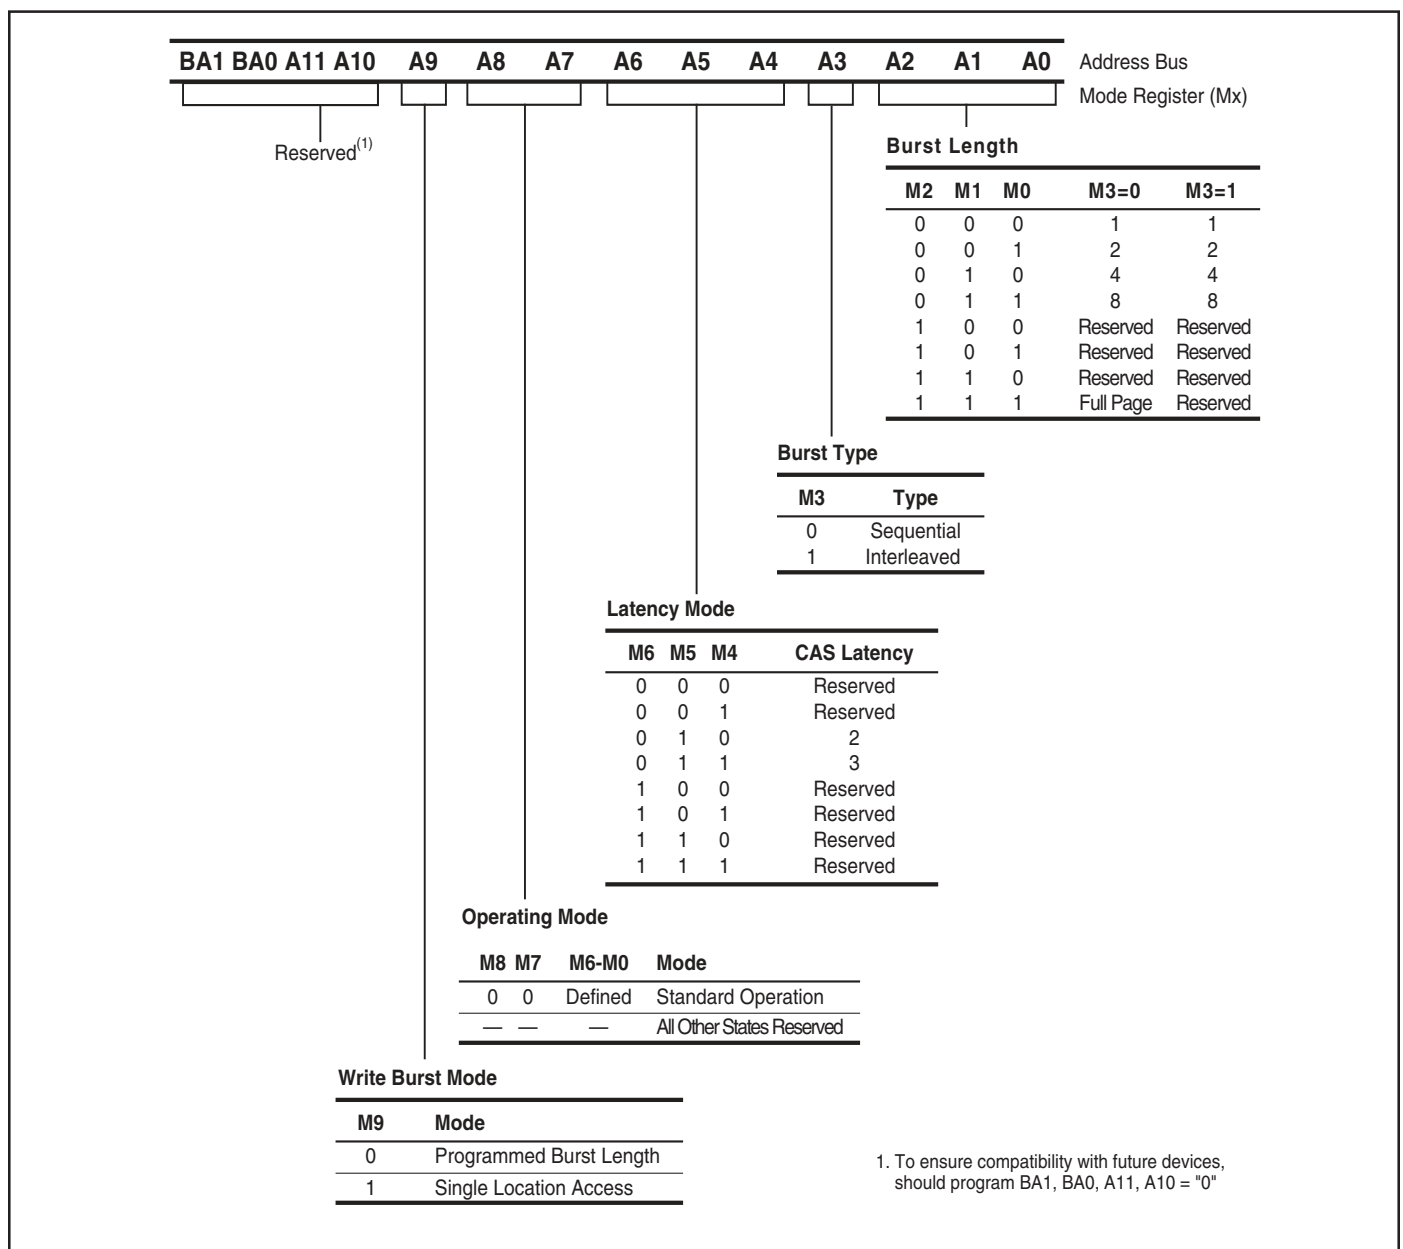 BA1 BA0 A11 A10 A9 A8 A7 A6 A5 A4 A3 A2 A1 A0 Address Bus
Mode Register (Mx)
Reserved(1)
Burst Length
M2 M1 M0 M3=0 M3=1
0 0 0 1 1
0 0 1 2 2
0 1 0 4 4
0 1 1 8 8
1 0 0 Reserved Reserved
1 0 1 Reserved Reserved
1 1 0 Reserved Reserved
1 1 1 Full Page Reserved
Burst Type
M3 Type
0 Sequential
1 Interleaved
Latency Mode
M6 M5 M4 CAS Latency
0 0 0 Reserved
0 0 1 Reserved
0 1 0 2
0 1 1 3
1 0 0 Reserved
1 0 1 Reserved
1 1 0 Reserved
1 1 1 Reserved
Operating Mode
M8 M7 M6-M0 Mode
0 0 Defined Standard Operation
— — — All Other States Reserved
Write Burst Mode
M9 Mode
0 Programmed Burst Length
1 Single Location Access
1. To ensure compatibility with future devices,
should program BA1, BA0, A11, A10 = "0"